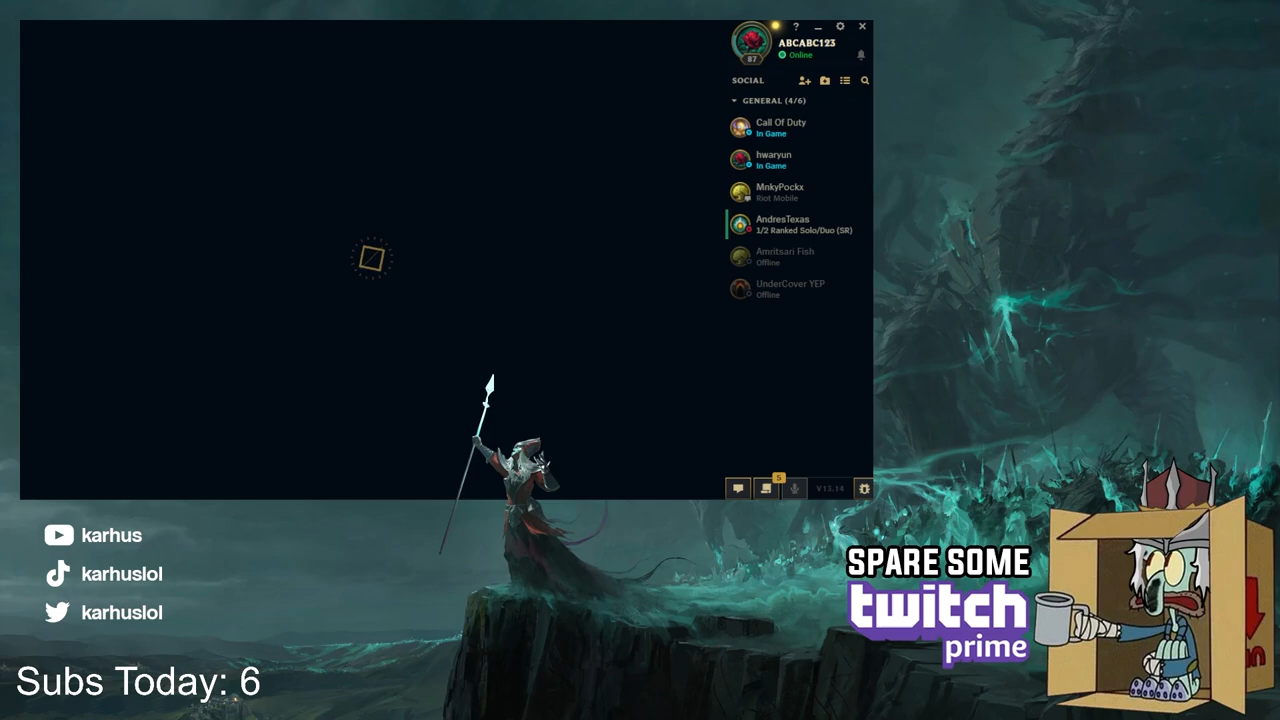 ?
ABCABC123
87
Online
SOCIAL
GENERAL (4/6)
Call Of Duty
In Game
hwaryun
In Game
MnkyPockx
Riot Mobile
AndresTexas
1/2 Ranked Solo/Duo (SR)
Amritsari Fish
Offline
UnderCover YEP
Offline
5
V13.14
karhus
karhuslol
karhuslol
Subs Today: 6
SPARE SOME
twitch
prime